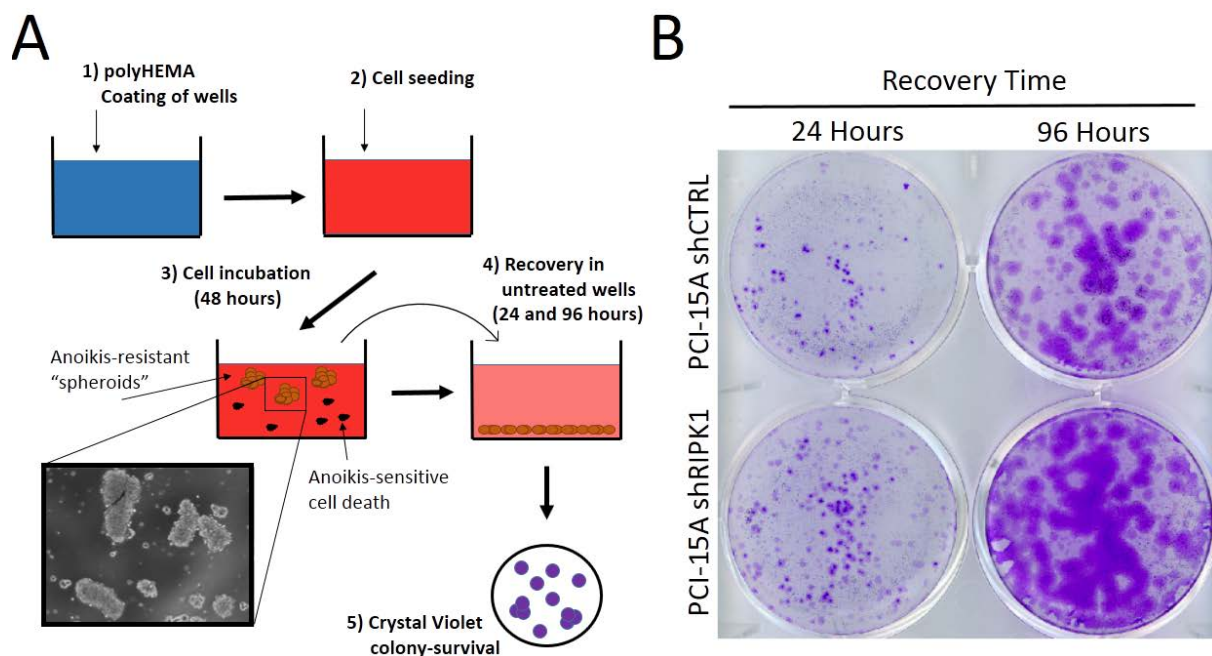 A
1) polyHEMA
Coating of wells
2) Cell seeding
3) Cell incubation
(48 hours)
4) Recovery in
untreated wells
(24 and 96 hours)
Anoikis-resistant
“spheroids”
Anoikis-sensitive
cell death
5) Crystal Violet
colony-survival
B
Recovery Time
24 Hours
96 Hours
PCI-15A shCTRL
PCI-15A shRIPK1